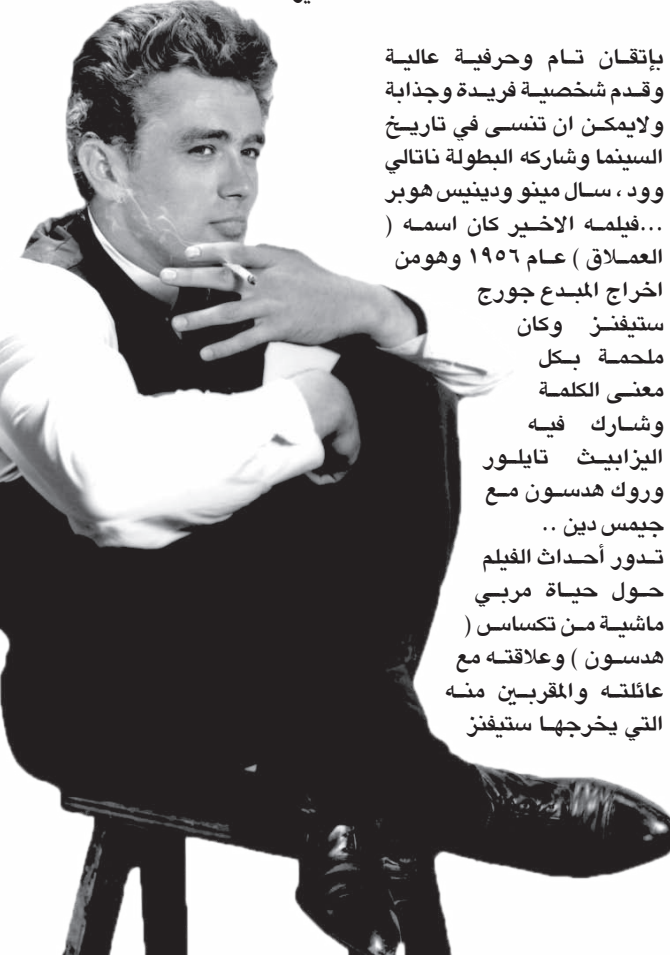 بإتقان تام وحرفية عالية
وقدم شخصية فريدة وجذابة
ولايمكن ان تنسى في تاريخ
السينما وشاركه البطولة ناتالي
وود ، سال مينو ودينيس هوبر
...فيلمه الاخير كان اسمه (
العملاق ) عام ١٩٥٦ وهومن
اخراج المبدع جورج
ستيفنز وكان
ملحمة بكل
معنى الكلمة
وشارك فيه
اليزابيث تايلور
وروك هدسون مع
جيمس دين ..
تدور أحداث الفيلم
حول حياة مربي
ماشية من تكساس (
هدسون ) وعلاقته مع
عائلته والمقربين منه
التي يخرجها ستيفنز